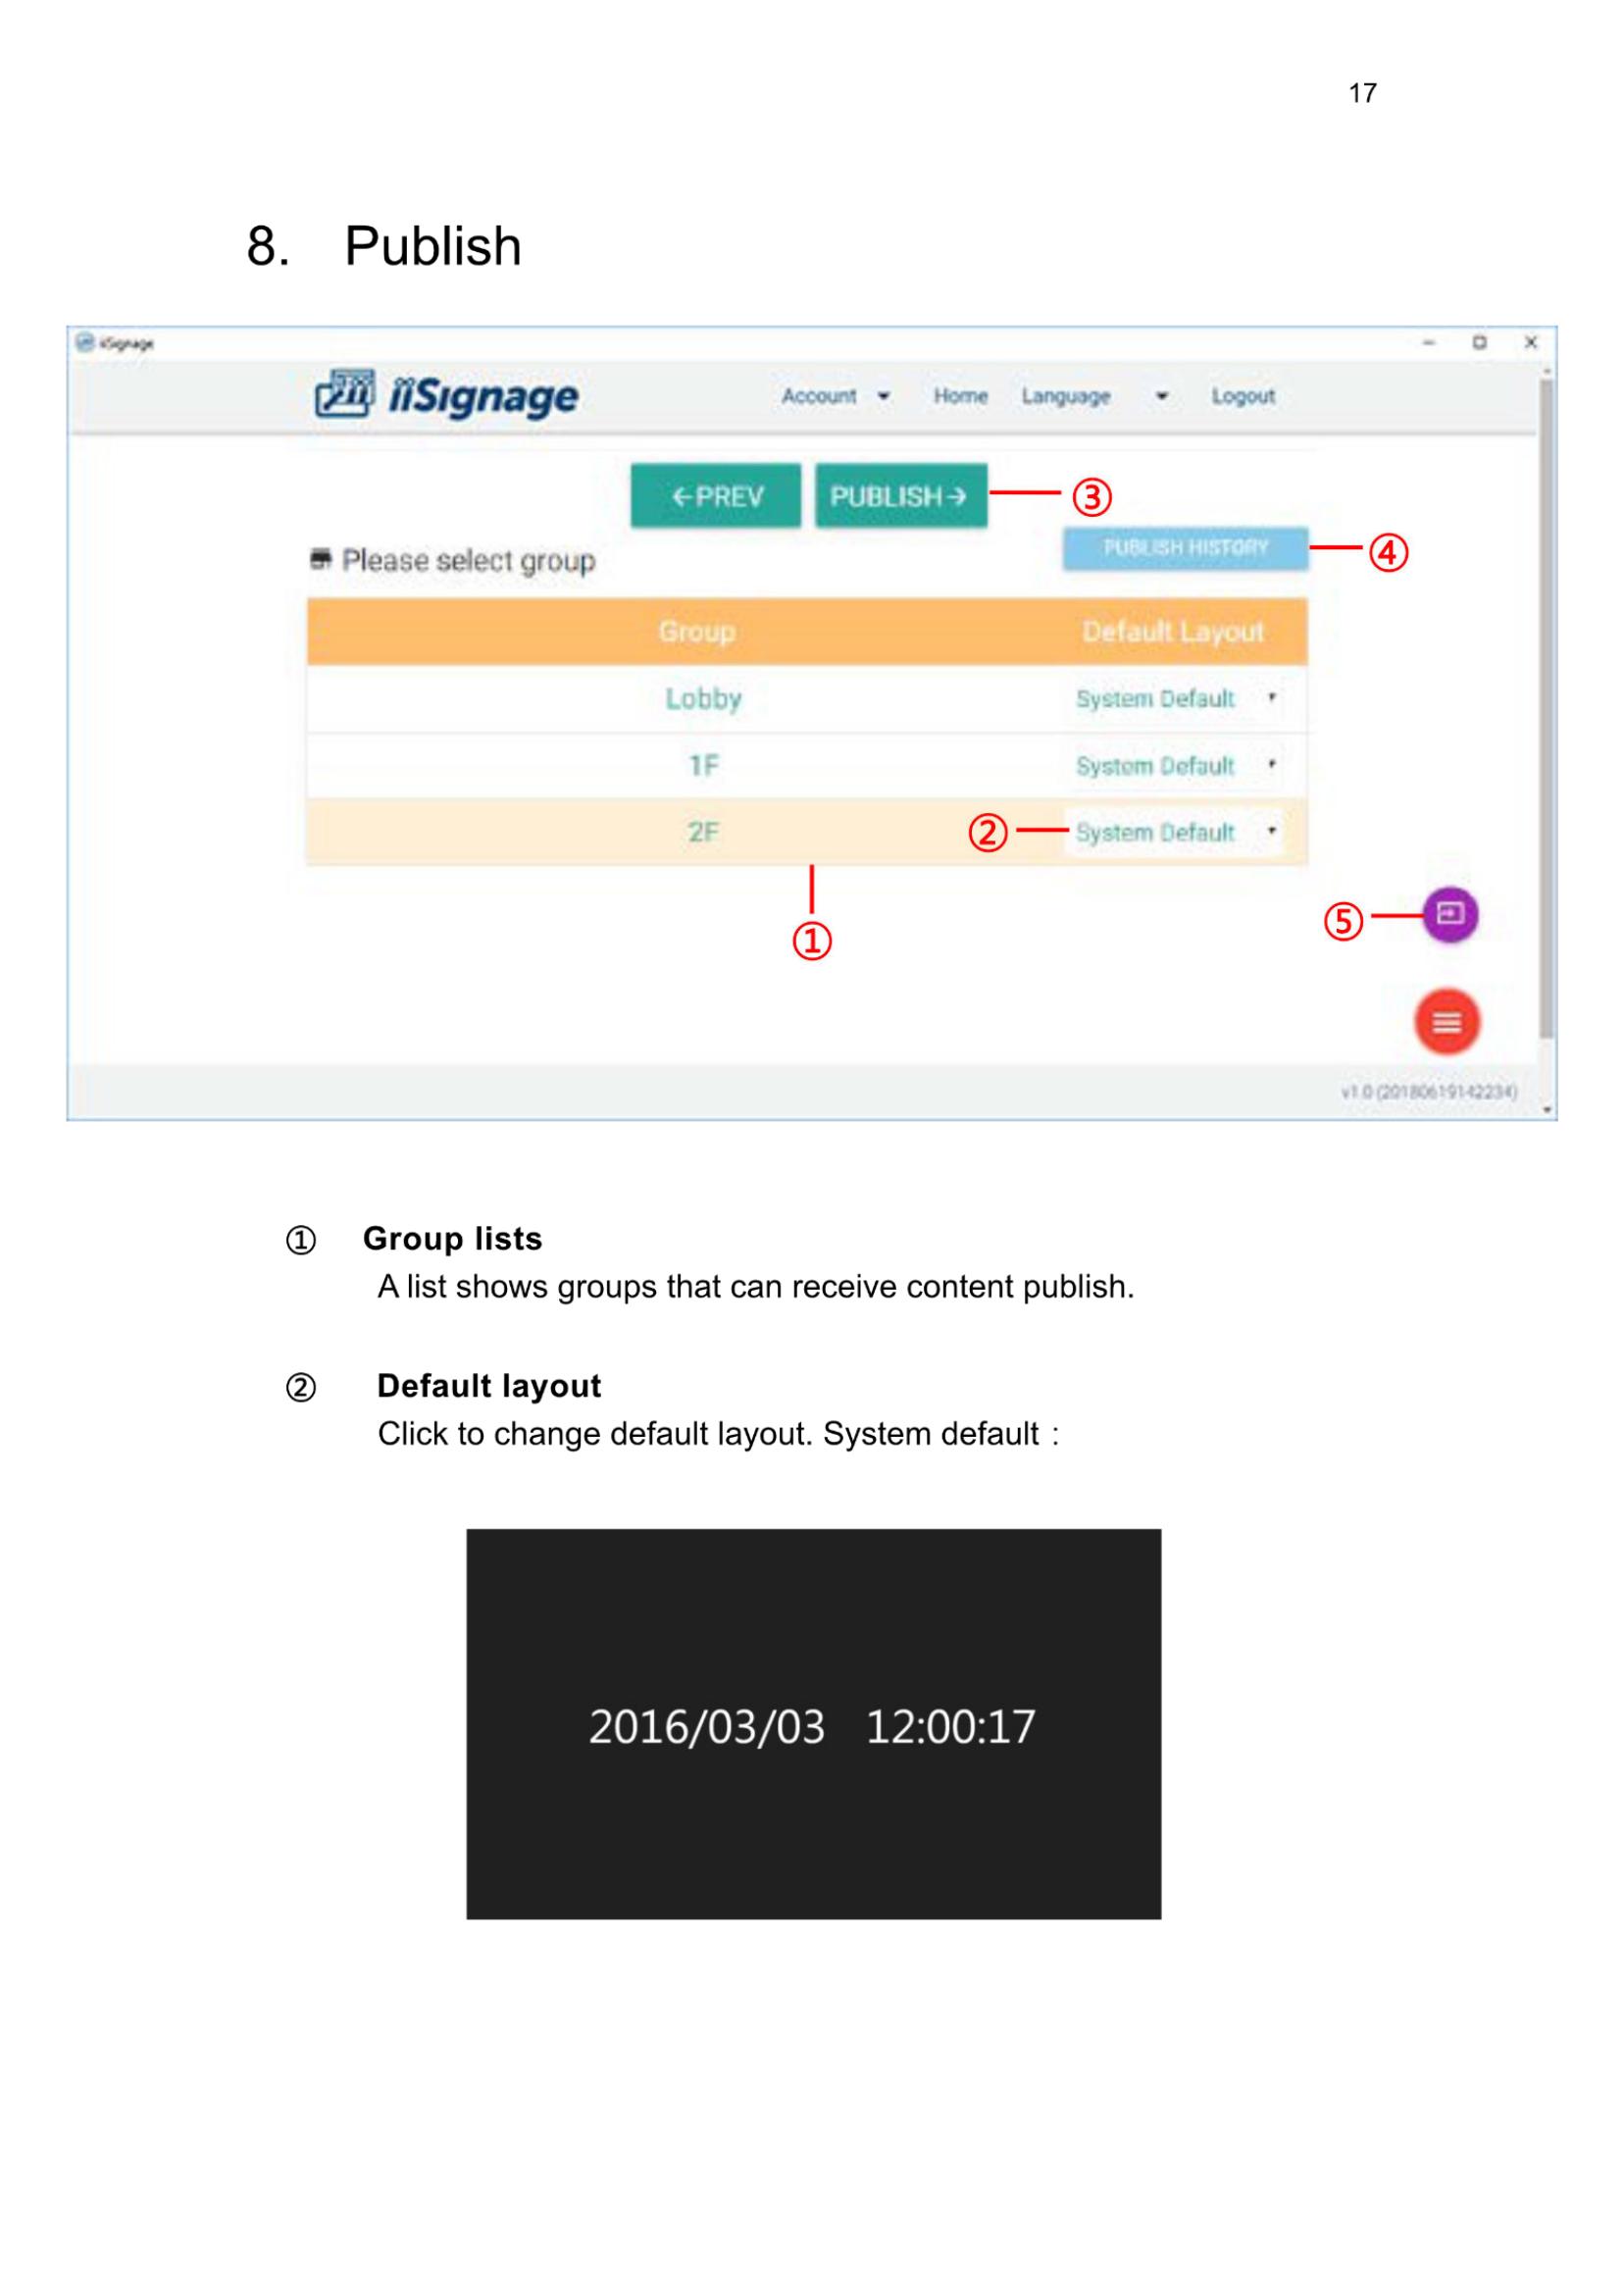 17
8. Publish
iiSignage
iiSignage Account Home Language Logout
←PREV PUBLISH→ ③
Please select group PUBLISH HISTORY ④
Group Default Layout
Lobby System Default
1F System Default
2F ② System Default
①
⑤
v1.0 (20180619142234)
① Group lists
A list shows groups that can receive content publish.
② Default layout
Click to change default layout. System default：
2016/03/03 12:00:17